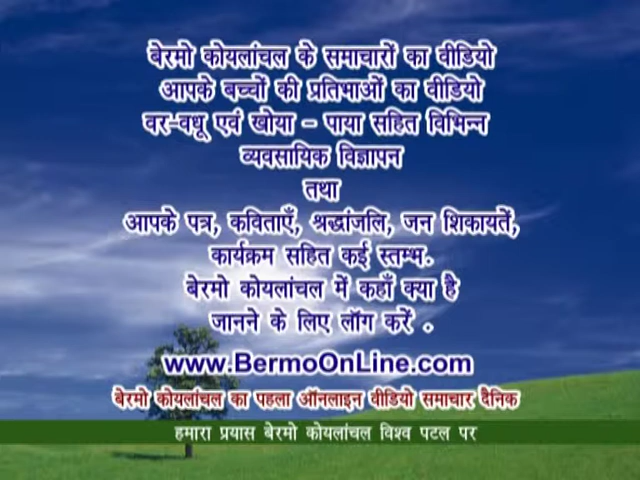 बेरमो कोयलांचल के समाचारों का वीडियो
आपके बच्चों की प्रतिभाओं का वीडियो
वर-वधू एवं खोया - पाया सहित विभिन्न
व्यवसायिक विज्ञापन
तथा
आपके पत्र, कविताएँ, श्रद्धांजलि, जन शिकायतें,
कार्यक्रम सहित कई स्तम्भ.
बेरमो कोयलांचल में कहाँ क्या है
जानने के लिए लॉग करें .
www.BermoOnLine.com
बेरमो कोयलांचल का पहला ऑनलाइन वीडियो समाचार दैनिक
हमारा प्रयास बेरमो कोयलांचल विश्व पटल पर